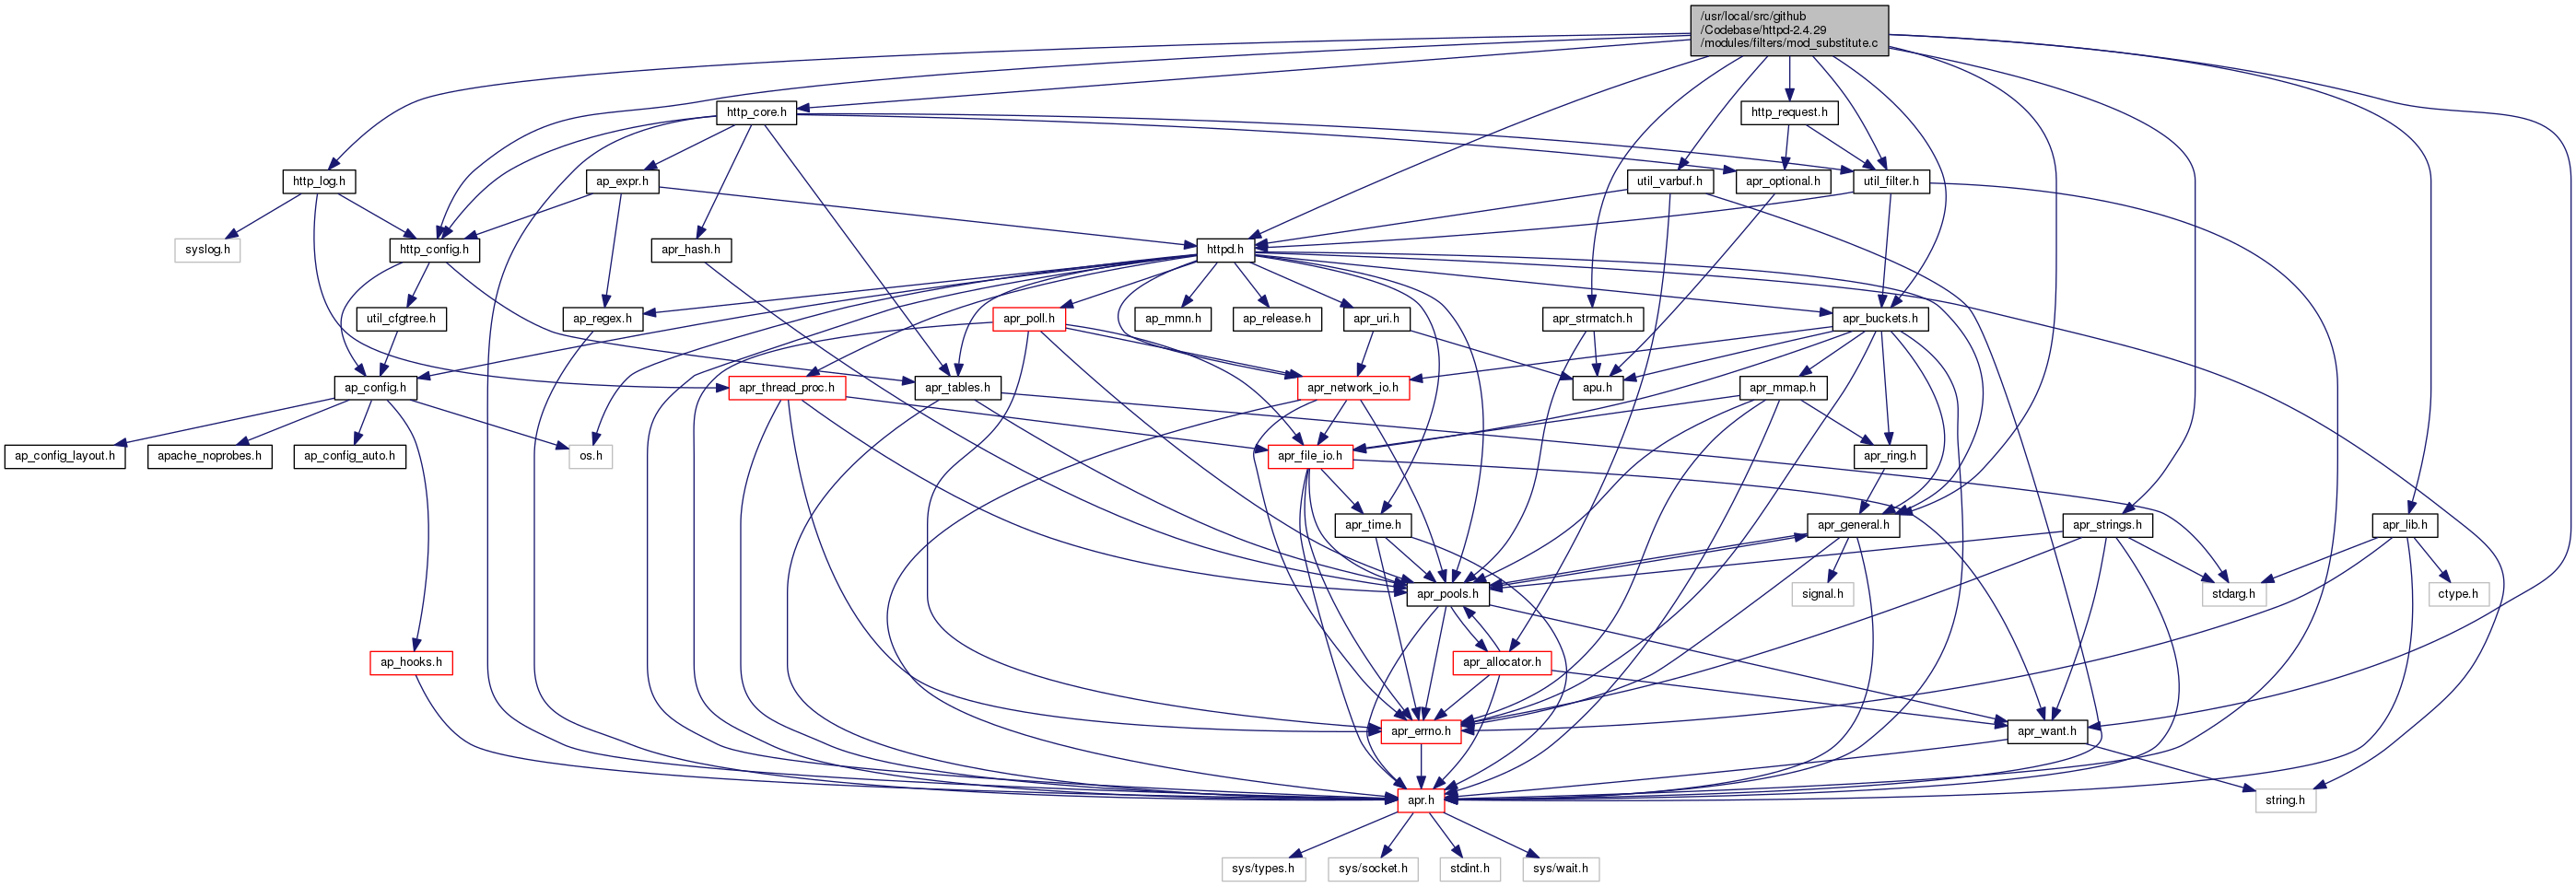 /usr/local/src/github
/Codebase/httpd-2.4.29
/modules/filters/mod_substitute.c
http_core.h
http_request.h
http_log.h
ap_expr.h
util_varbuf.h
apr_optional.h
util_filter.h
syslog.h
http_config.h
apr_hash.h
httpd.h
util_cfgtree.h
ap_regex.h
apr_poll.h
ap_mmn.h
ap_release.h
apr_uri.h
apr_strmatch.h
apr_buckets.h
ap_config.h
apr_thread_proc.h
apr_tables.h
apr_network_io.h
apu.h
apr_mmap.h
ap_config_layout.h
apache_noprobes.h
ap_config_auto.h
os.h
apr_file_io.h
apr_ring.h
apr_time.h
apr_general.h
apr_strings.h
apr_lib.h
apr_pools.h
signal.h
stdarg.h
ctype.h
ap_hooks.h
apr_allocator.h
apr_errno.h
apr_want.h
apr.h
string.h
sys/types.h
sys/socket.h
stdint.h
sys/wait.h